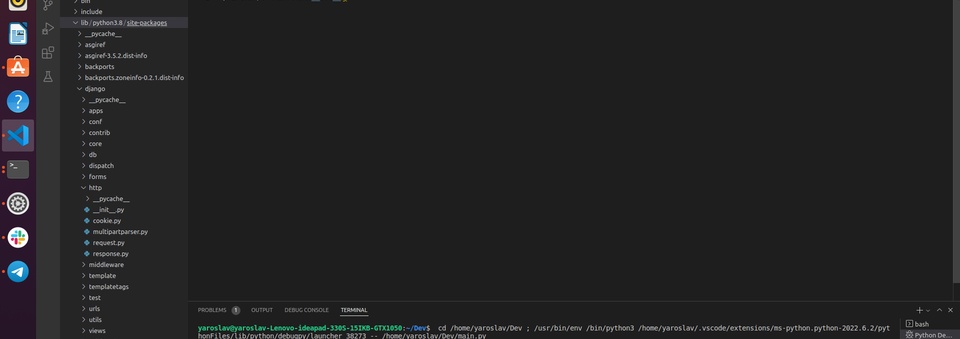 bin
include
lib / python3.8 / site-packages
__pycache__
asgiref
asgiref-3.5.2.dist-info
backports
backports.zoneinfo-0.2.1.dist-info
django
__pycache__
apps
conf
contrib
core
db
dispatch
forms
http
__pycache__
__init__.py
cookie.py
multipartparser.py
request.py
response.py
middleware
template
templatetags
test
urls
utils
views
PROBLEMS 1 OUTPUT DEBUG CONSOLE TERMINAL
yaroslav@yaroslav-Lenovo-ideapad-330S-15IKB-GTX1050:~/Dev$ cd /home/yaroslav/Dev ; /usr/bin/env /bin/python3 /home/yaroslav/.vscode/extensions/ms-python.python-2022.6.2/pyt
honFiles/lib/python/debugpy/launcher 38273 -- /home/yaroslav/Dev/main.py
bash
Python De...